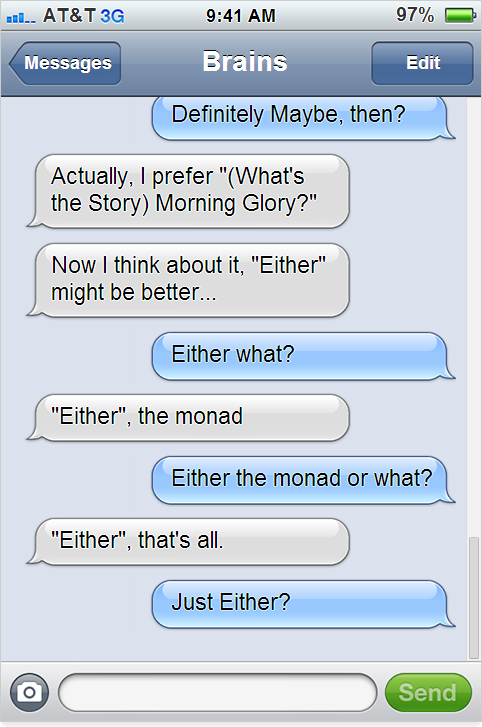 AT&T 3G 9:41 AM 97%
Messages Brains Edit
Definitely Maybe, then?
Actually, I prefer "(What's
the Story) Morning Glory?"
Now I think about it, "Either"
might be better...
Either what?
"Either", the monad
Either the monad or what?
"Either", that's all.
Just Either?
Send